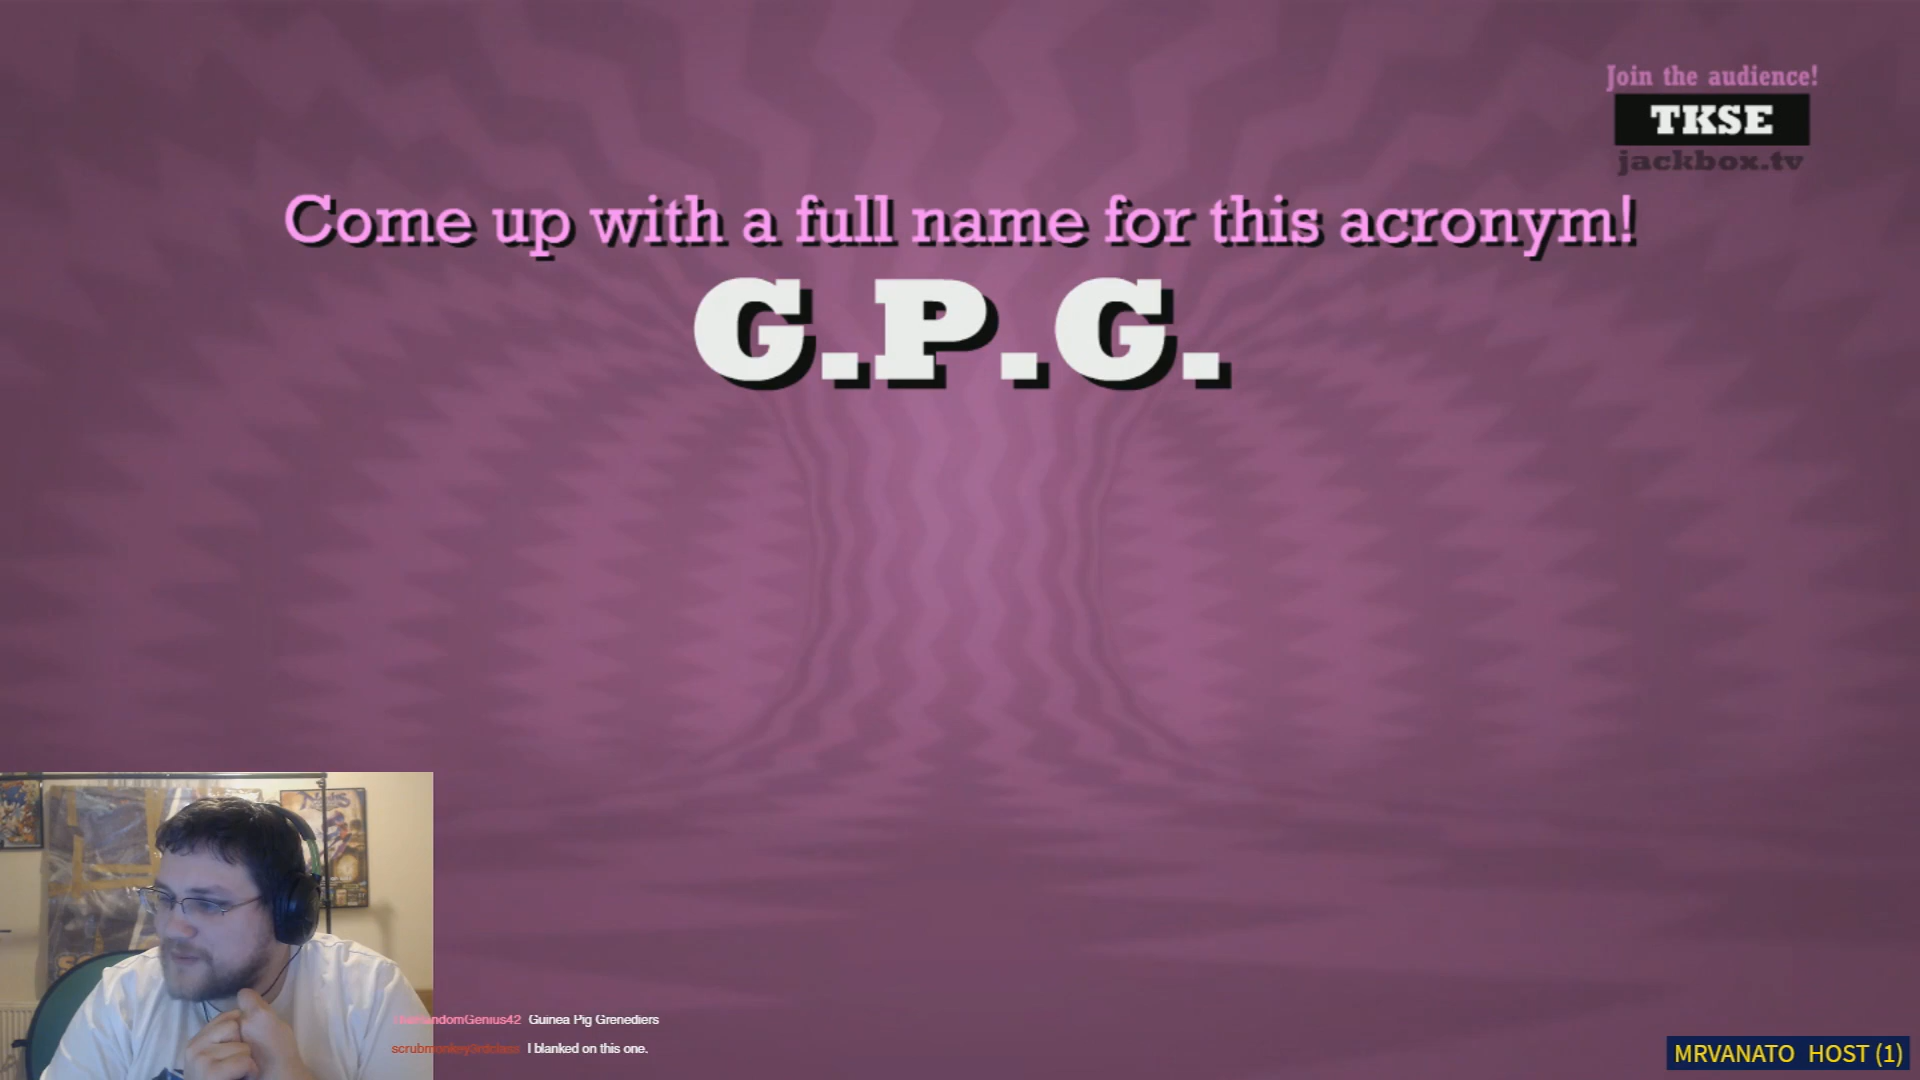 Join the audience!
TKSE
jackbox.tv
Come up with a full name for this acronym!
G.P.G.
Guinea Pig Grenediers
I blanked on this one.
MRVANATO HOST (1)